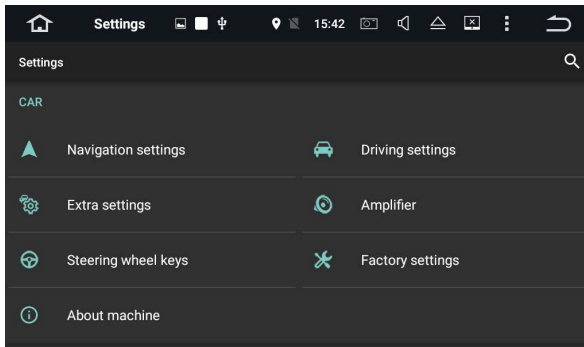 Settings 15:42
Settings
CAR
Navigation settings
Driving settings
Extra settings
Amplifier
Steering wheel keys
Factory settings
About machine